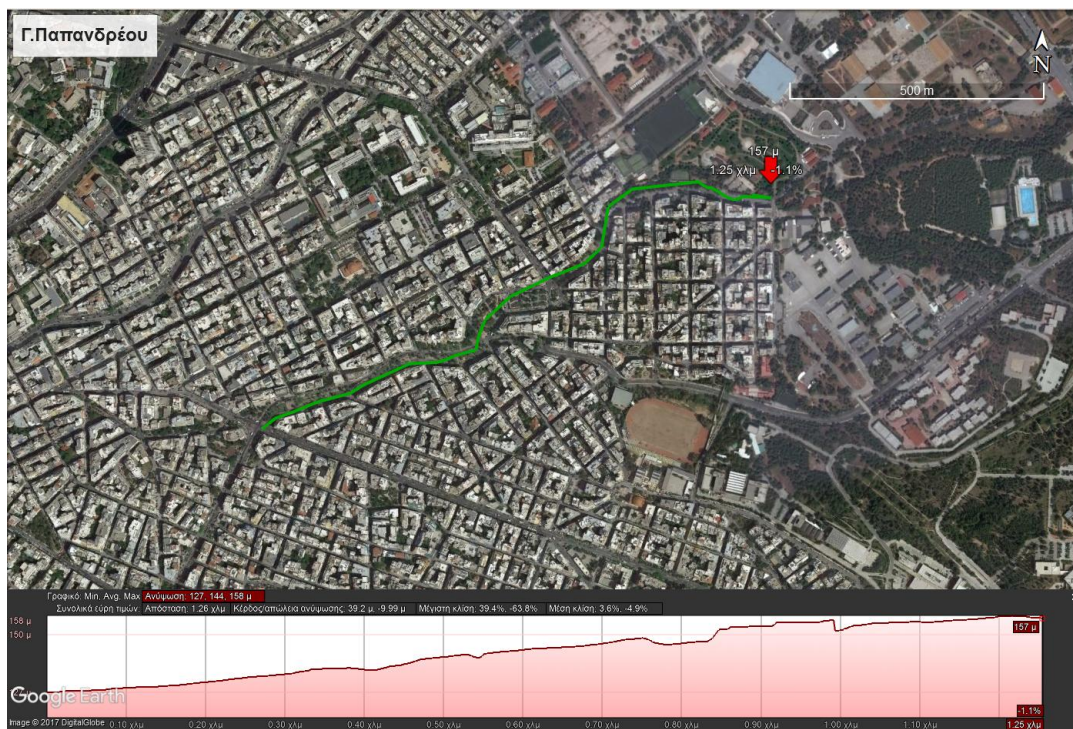 Γ.Παπανδρέου
N
500 m
157 μ
1.25 χλμ -1.1%
Γραφικό: Min, Avg, Max Ανύψωση: 127, 144, 158 μ
Συνολικά εύρη τιμών: Απόσταση: 1.26 χλμ Κέρδος/απώλεια ανύψωσης: 39.2 μ, -9.99 μ Μέγιστη κλίση: 39.4%, -63.8% Μέση κλίση: 3.6%, -4.9%
158 μ
150 μ
157 μ
Google Earth
-1.1%
Image © 2017 DigitalGlobe
0.10 χλμ 0.20 χλμ 0.30 χλμ 0.40 χλμ 0.50 χλμ 0.60 χλμ 0.70 χλμ 0.80 χλμ 0.90 χλμ 1.00 χλμ 1.10 χλμ 1.25 χλμ